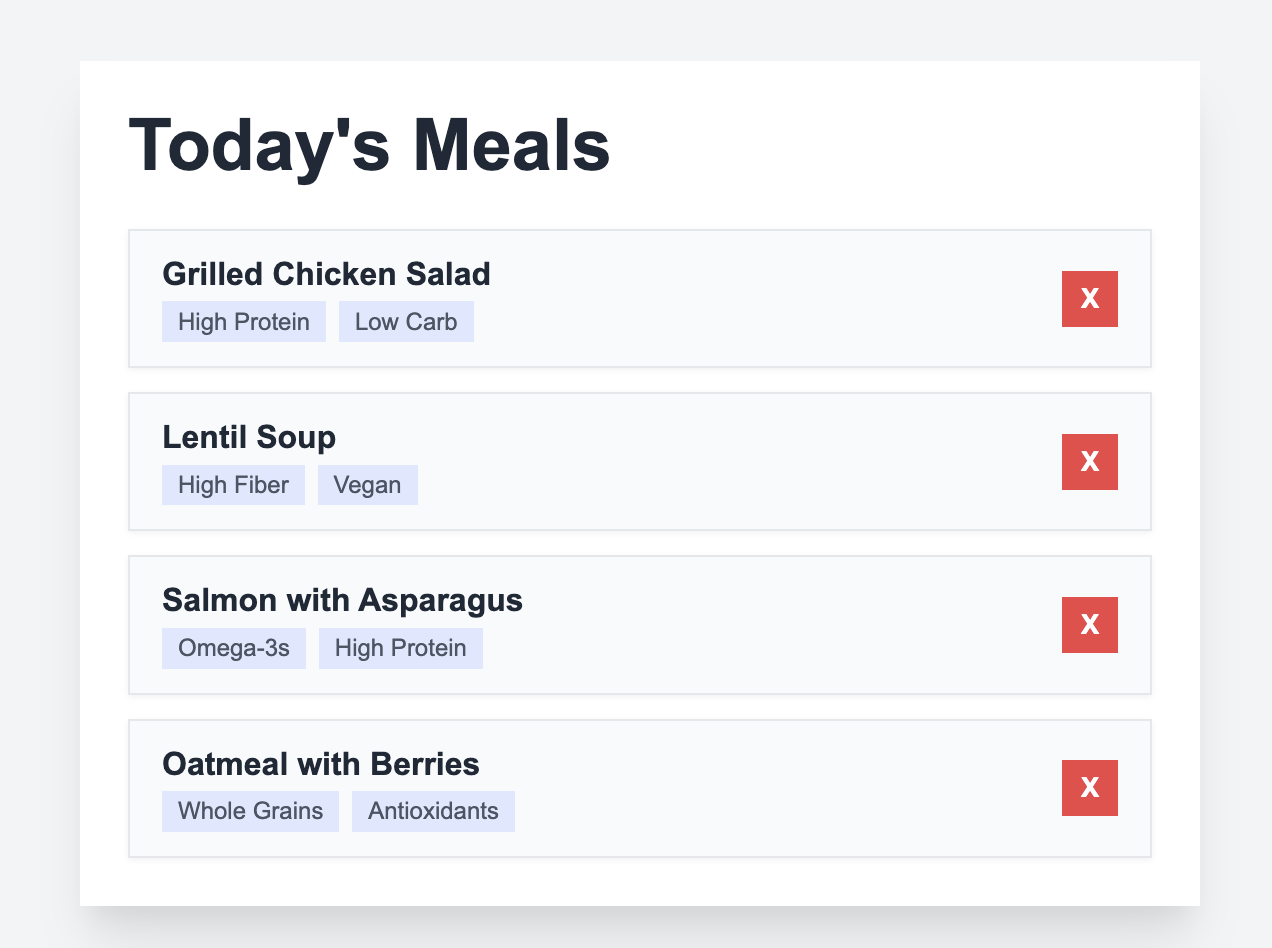 Today's Meals
Grilled Chicken Salad
High Protein Low Carb
X
Lentil Soup
High Fiber Vegan
X
Salmon with Asparagus
Omega-3s High Protein
X
Oatmeal with Berries
Whole Grains Antioxidants
X